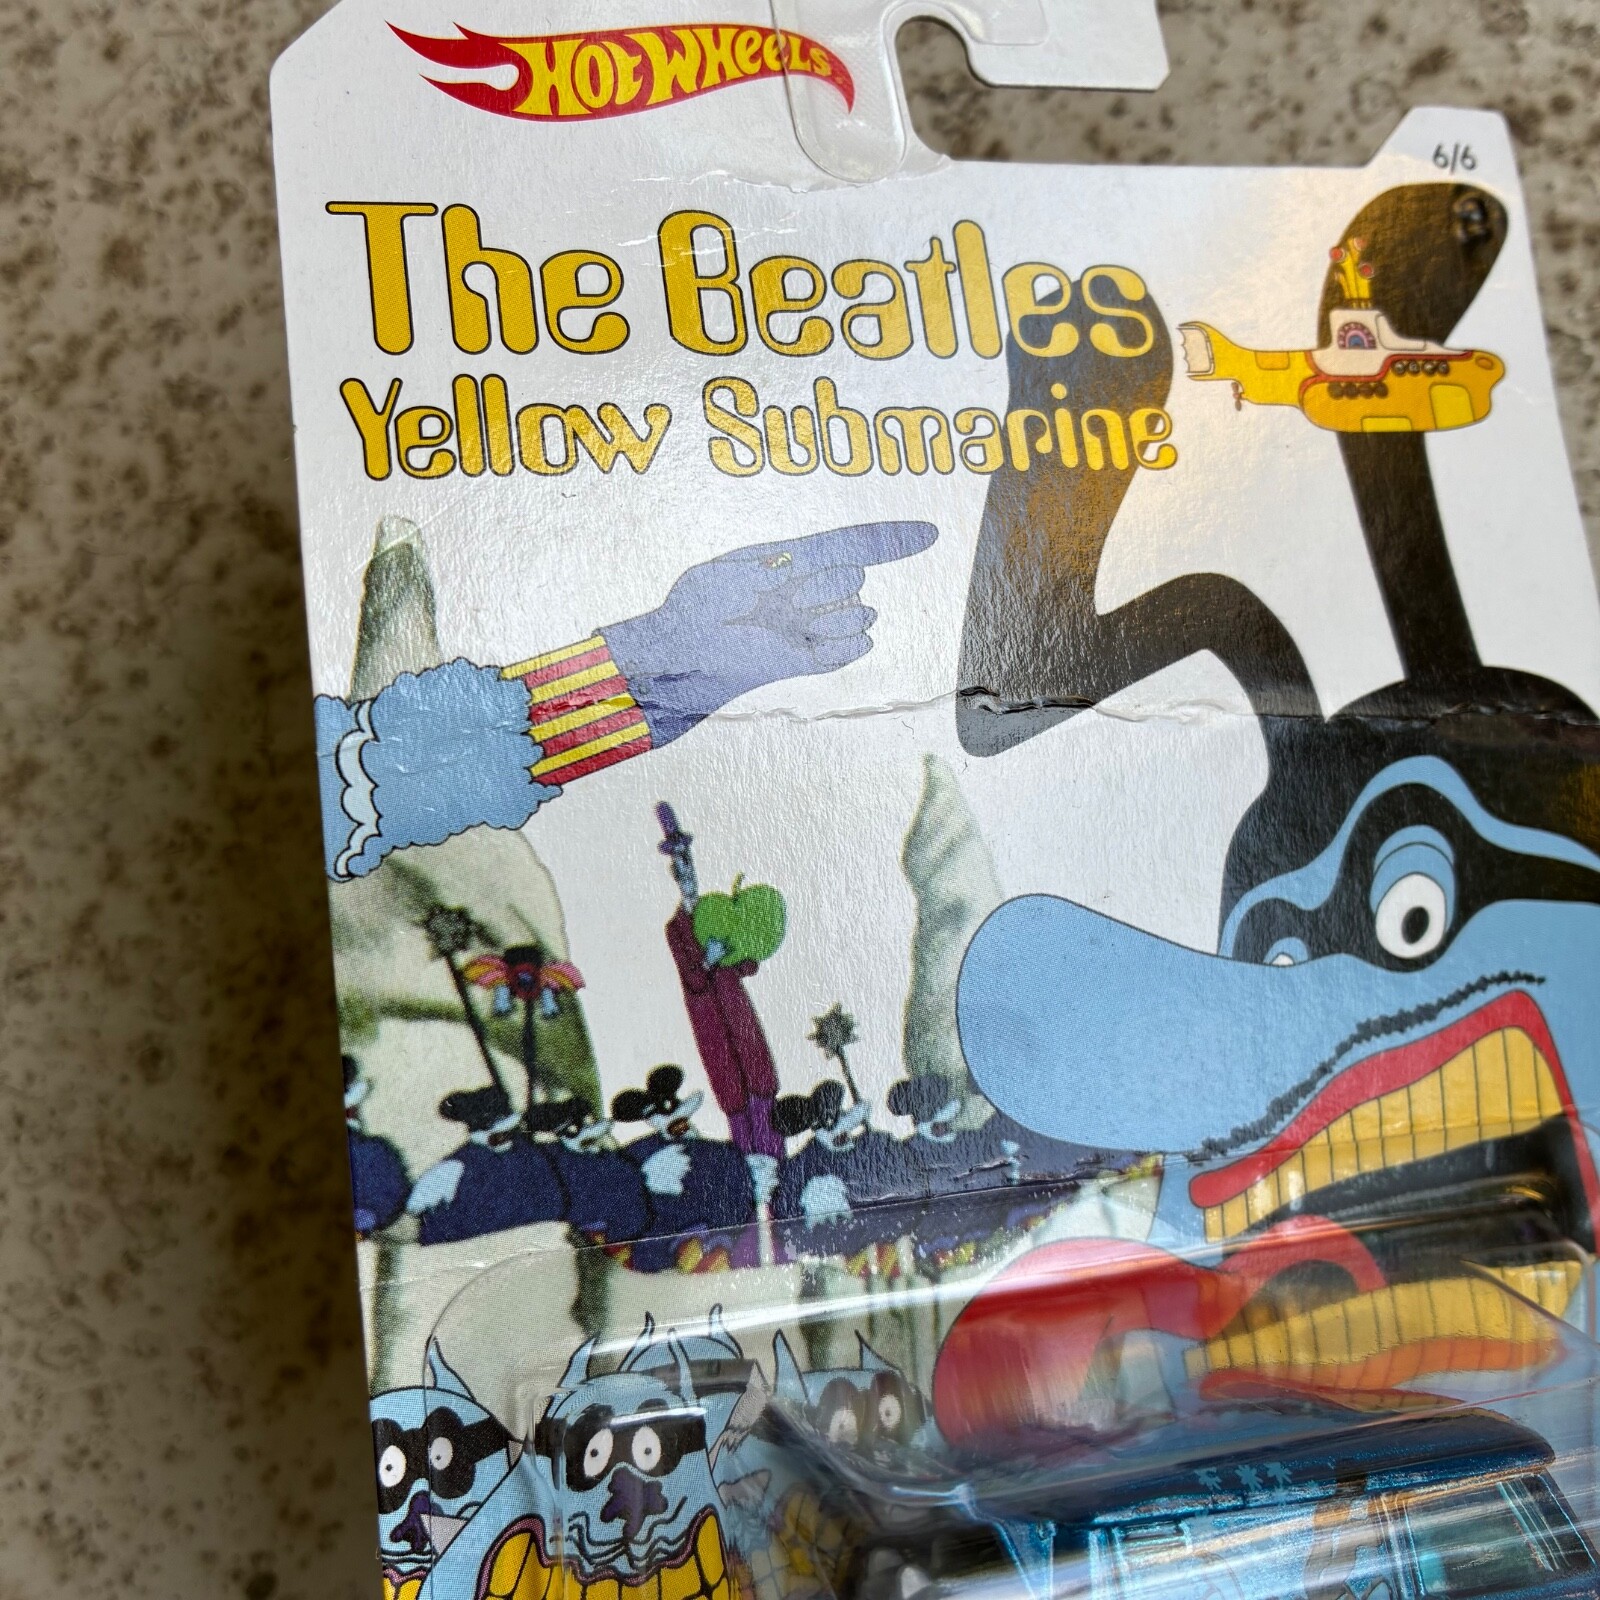 HOT WHEELS
6/6
The Beatles
Yellow Submarine